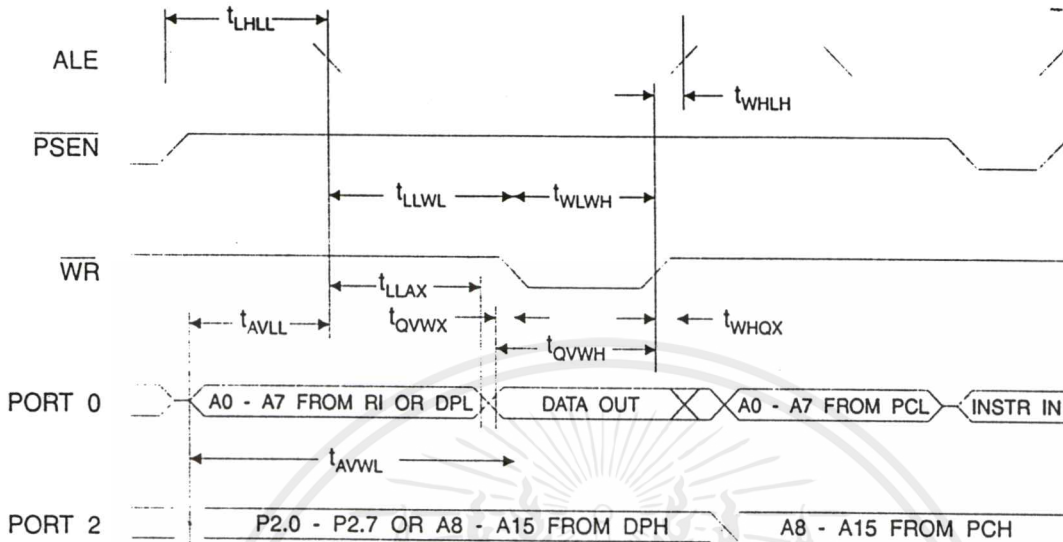 tLHLL
ALE
tWHLH
PSEN
tLLWL
tWLWH
WR
tLLAX
tAVLL
tQVWX
tWHQX
tQVWH
PORT 0
A0 - A7 FROM RI OR DPL
DATA OUT
A0 - A7 FROM PCL
INSTR IN
tAVWL
PORT 2
P2.0 - P2.7 OR A8 - A15 FROM DPH
A8 - A15 FROM PCH